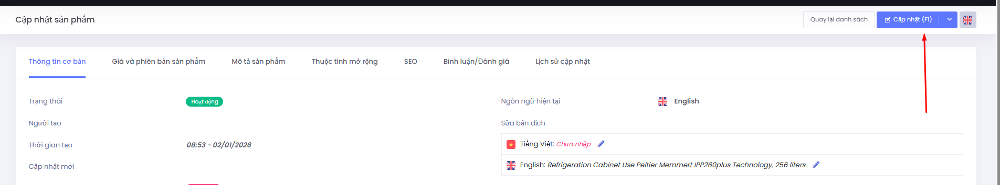 Cập nhật sản phẩm
Quay lại danh sách
Cập nhật (F1)
Thông tin cơ bản
Giá và phiên bản sản phẩm
Mô tả sản phẩm
Thuộc tính mở rộng
SEO
Bình luận/Đánh giá
Lịch sử cập nhật
Trạng thái
Hoạt động
Ngôn ngữ hiện tại
English
Người tạo
Sửa bản dịch
Thời gian tạo
08:53 - 02/01/2026
Tiếng Việt: Chưa nhập
Cập nhật mới
English: Refrigeration Cabinet Use Peltier Memmert IPP260plus Technology, 256 liters